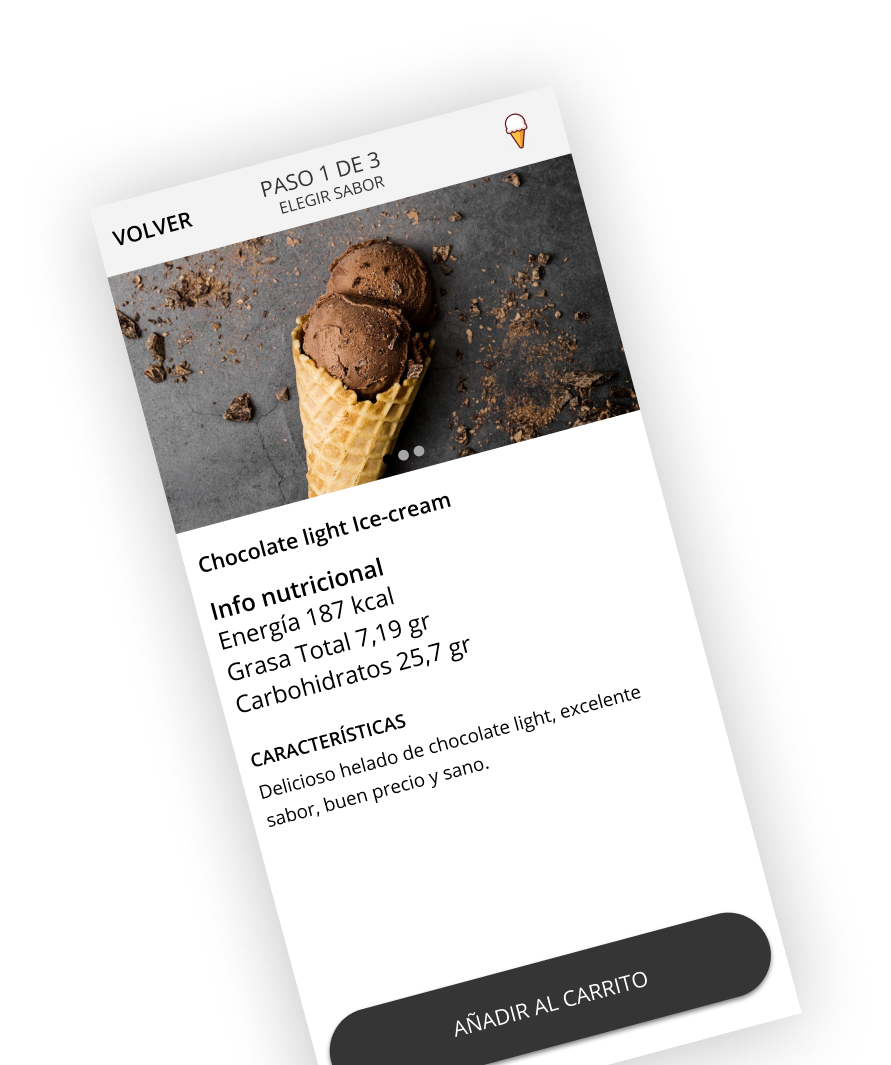 VOLVER
PASO 1 DE 3
ELEGIR SABOR
Chocolate light Ice-cream
Info nutricional
Energía 187 kcal
Grasa Total 7,19 gr
Carbohidratos 25,7 gr
CARACTERÍSTICAS
Delicioso helado de chocolate light, excelente
sabor, buen precio y sano.
AÑADIR AL CARRITO